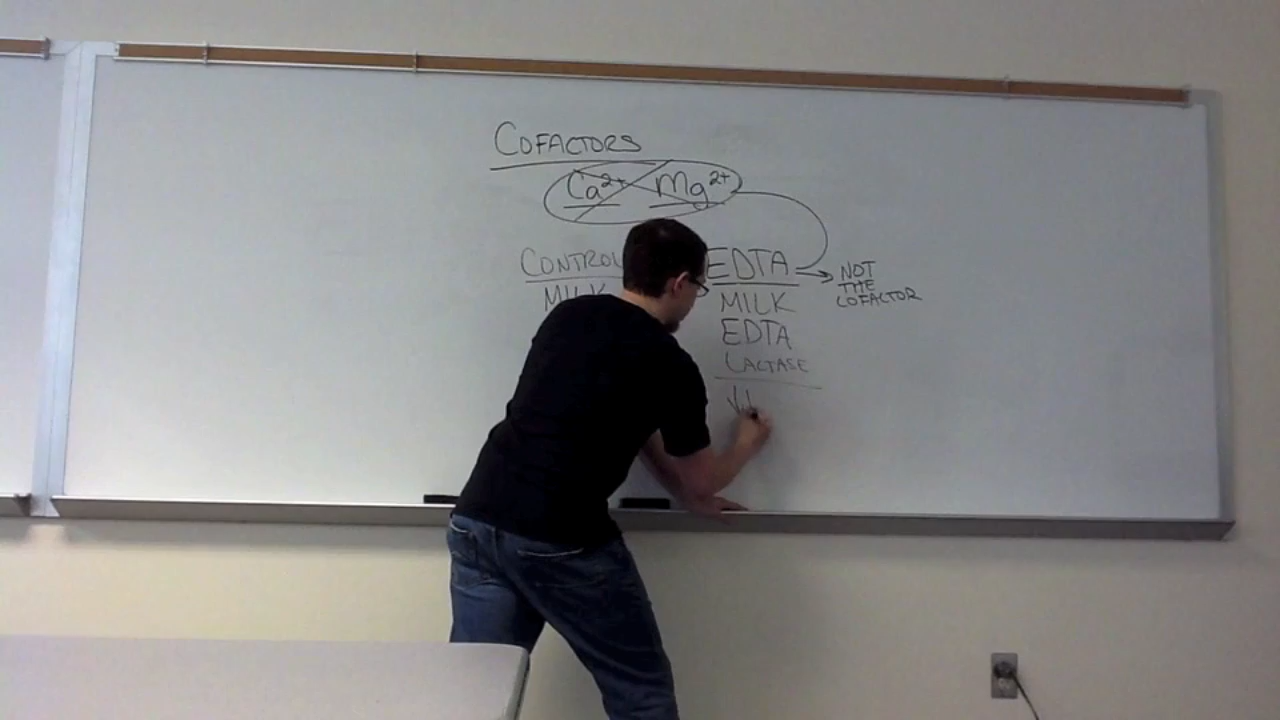 COFACTORS
Ca2+ Mg2+
CONTROL EDTA
NOT
THE
COFACTOR
MILK MILK
EDTA
LACTASE